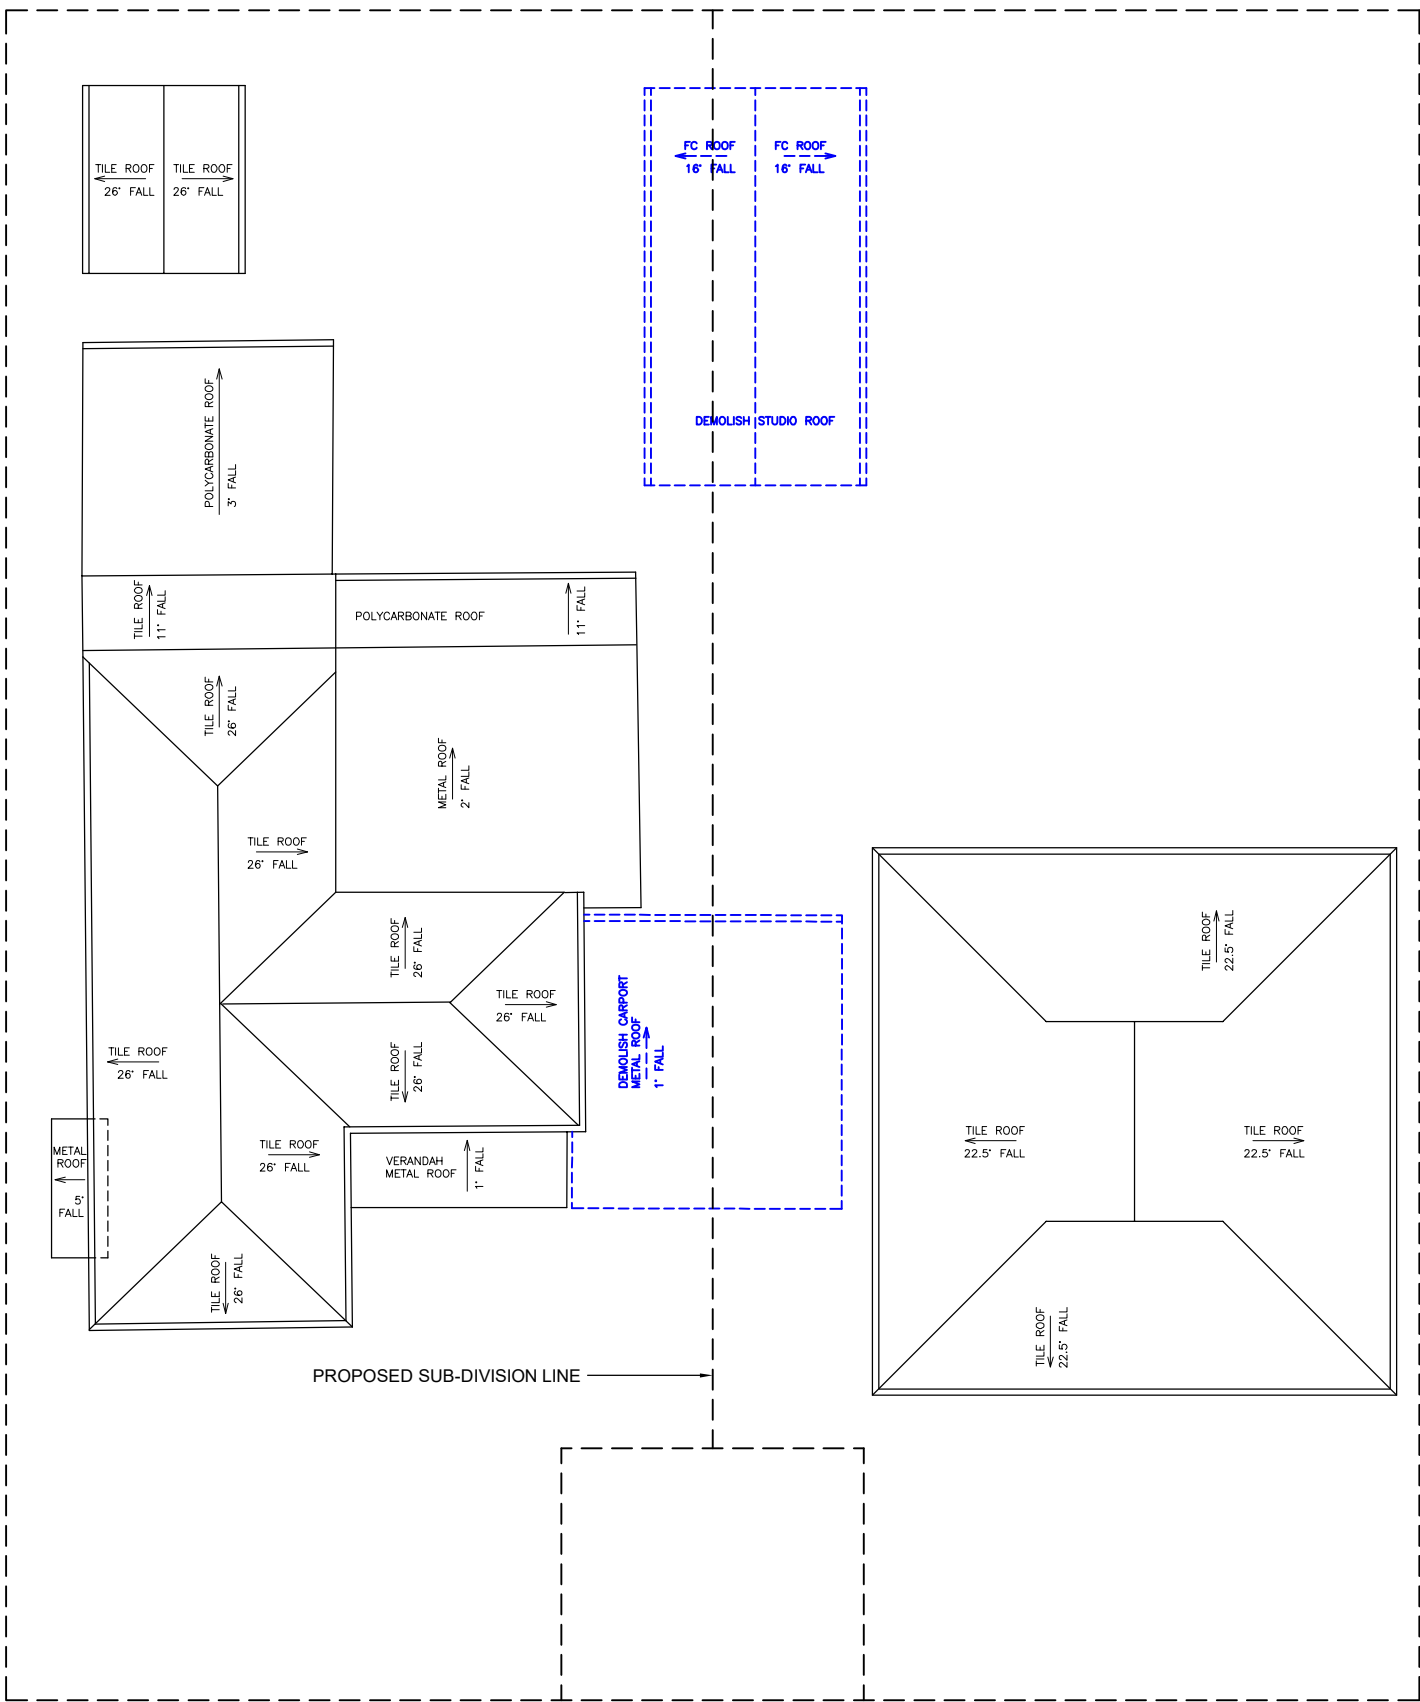 TILE ROOF
26° FALL
TILE ROOF
26° FALL
FC ROOF
16° FALL
FC ROOF
16° FALL
DEMOLISH STUDIO ROOF
POLYCARBONATE ROOF
3° FALL
TILE ROOF
11° FALL
POLYCARBONATE ROOF
11° FALL
TILE ROOF
26° FALL
METAL ROOF
2° FALL
TILE ROOF
26° FALL
TILE ROOF
26° FALL
TILE ROOF
26° FALL
TILE ROOF
26° FALL
TILE ROOF
26° FALL
DEMOLISH CARPORT
METAL ROOF
1° FALL
TILE ROOF
22.5° FALL
METAL
ROOF
5°
FALL
TILE ROOF
26° FALL
VERANDAH
METAL ROOF
1° FALL
TILE ROOF
22.5° FALL
TILE ROOF
22.5° FALL
TILE ROOF
26° FALL
TILE ROOF
22.5° FALL
PROPOSED SUB-DIVISION LINE